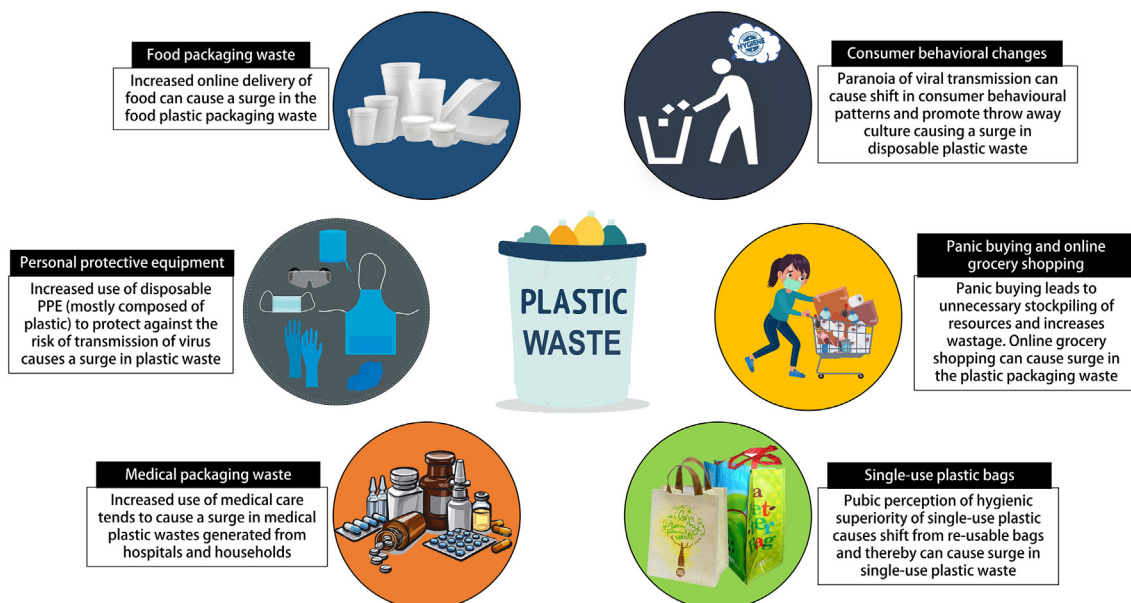 Food packaging waste
Increased online delivery of
food can cause a surge in the
food plastic packaging waste
HYGIENE
Consumer behavioral changes
Paranoia of viral transmission can
cause shift in consumer behavioural
patterns and promote throw away
culture causing a surge in
disposable plastic waste
Personal protective equipment
Increased use of disposable
PPE (mostly composed of
plastic) to protect against the
risk of transmission of virus
causes a surge in plastic waste
PLASTIC
WASTE
Panic buying and online
grocery shopping
Panic buying leads to
unnecessary stockpiling of
resources and increases
wastage. Online grocery
shopping can cause surge in
the plastic packaging waste
Medical packaging waste
Increased use of medical care
tends to cause a surge in medical
plastic wastes generated from
hospitals and households
a
Bag
Single-use plastic bags
Pubic perception of hygienic
superiority of single-use plastic
causes shift from re-usable bags
and thereby can cause surge in
single-use plastic waste